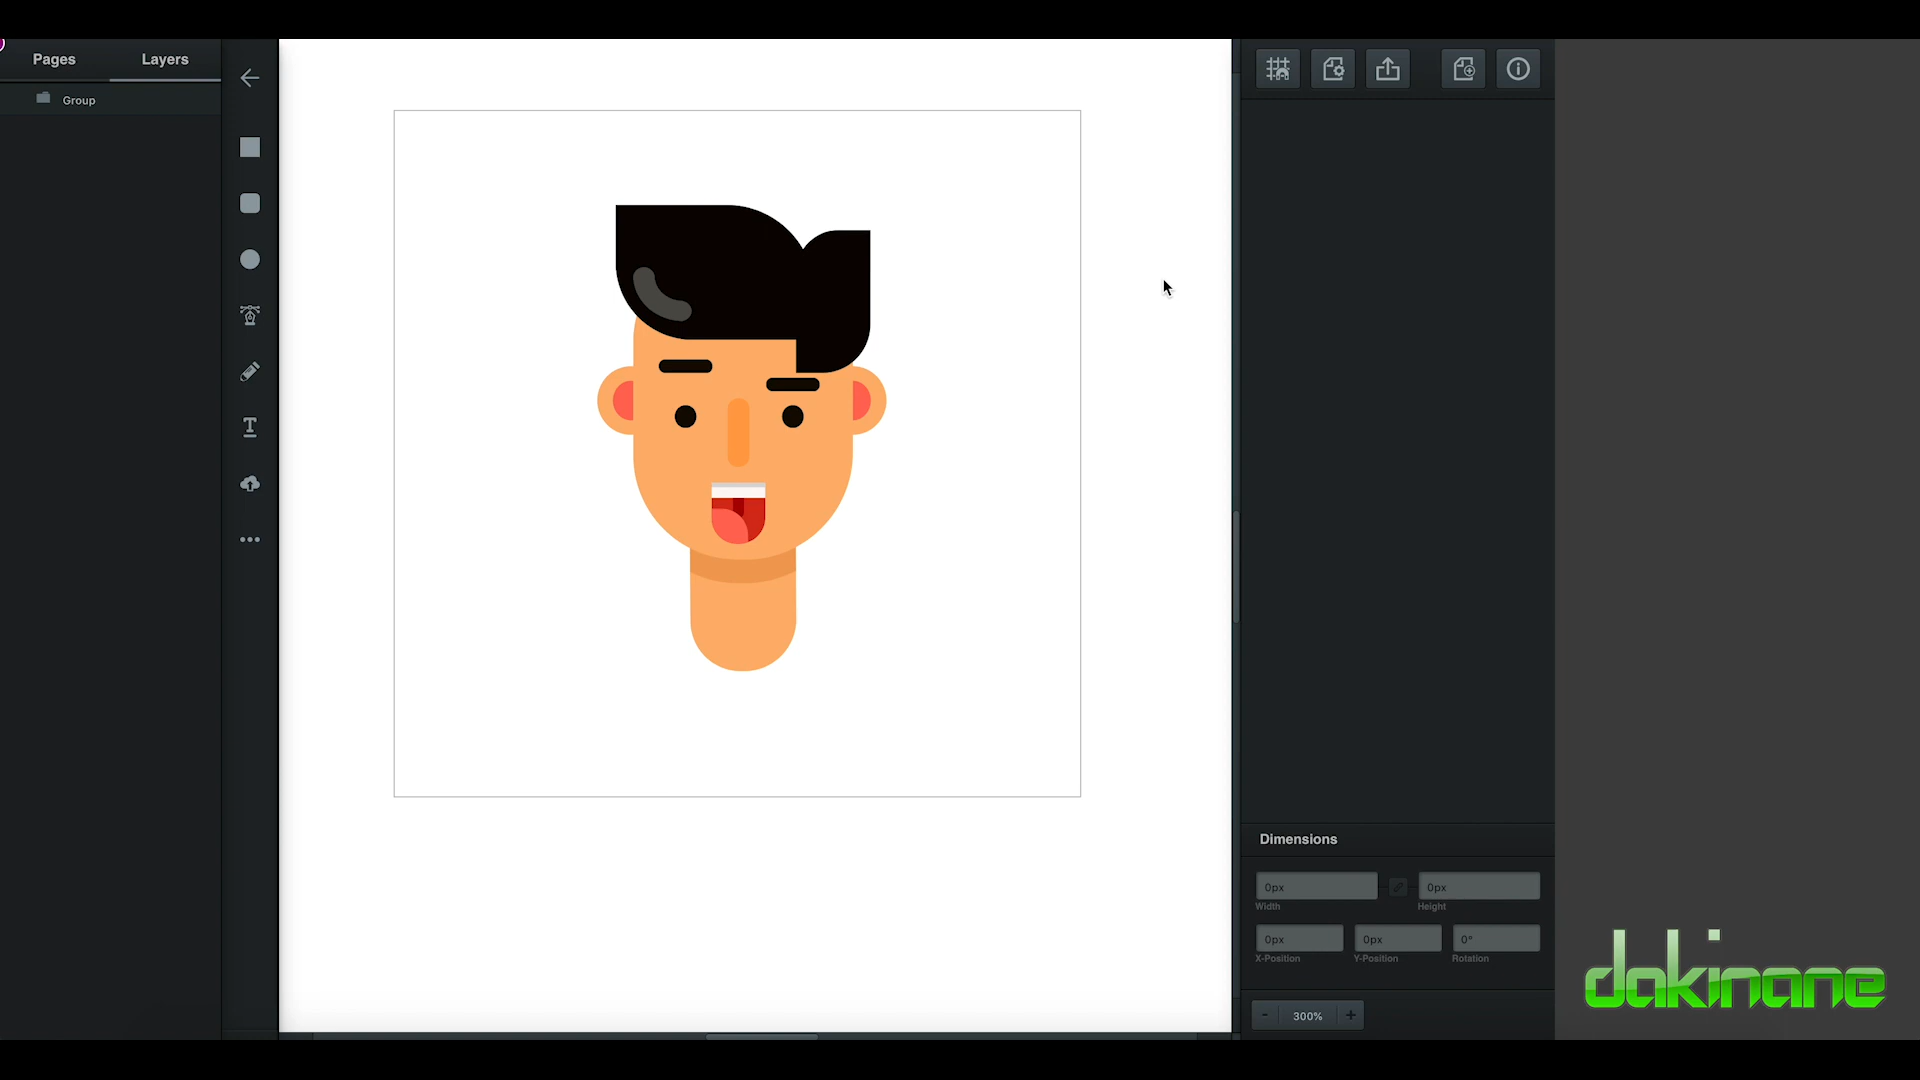 Pages
Layers
Group
Dimensions
0px
0px
Width
Height
0px
0px
0°
X-Position
Y-Position
Rotation
-
300%
+
dakinane